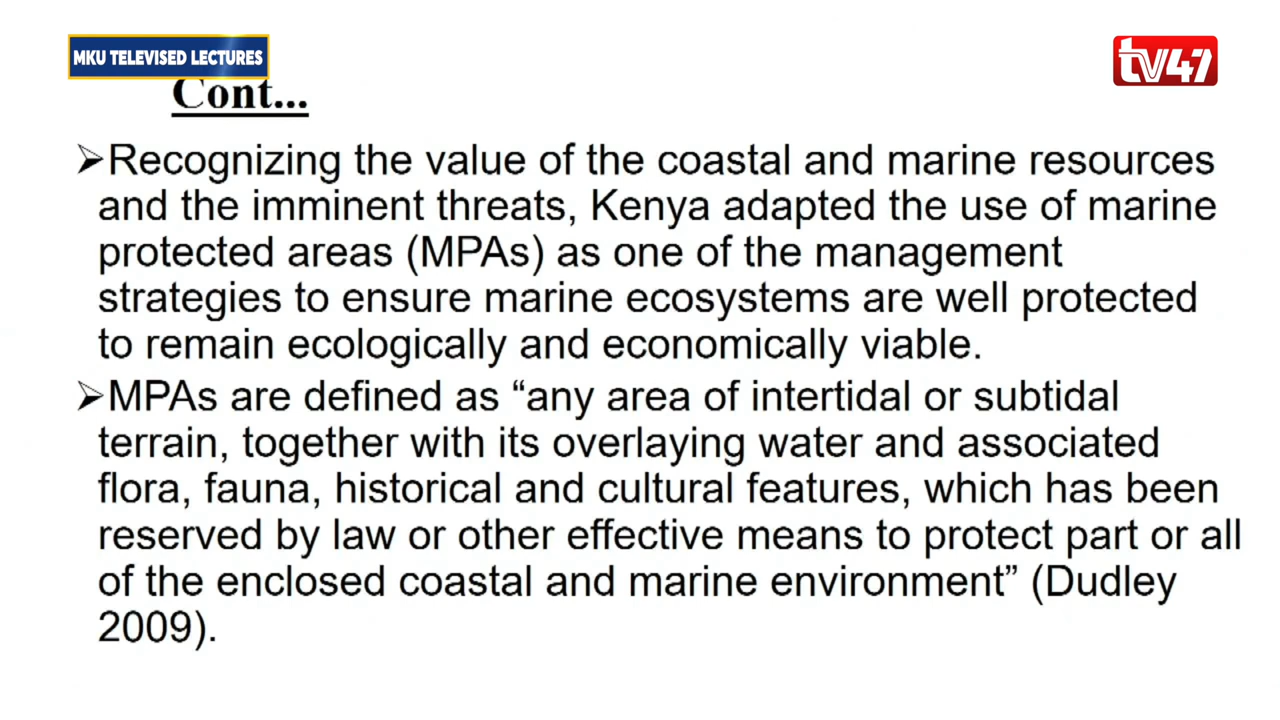 MKU TELEVISED LECTURES
tv47
Cont...
➢Recognizing the value of the coastal and marine resources
and the imminent threats, Kenya adapted the use of marine
protected areas (MPAs) as one of the management
strategies to ensure marine ecosystems are well protected
to remain ecologically and economically viable.
➢MPAs are defined as “any area of intertidal or subtidal
terrain, together with its overlaying water and associated
flora, fauna, historical and cultural features, which has been
reserved by law or other effective means to protect part or all
of the enclosed coastal and marine environment” (Dudley
2009).